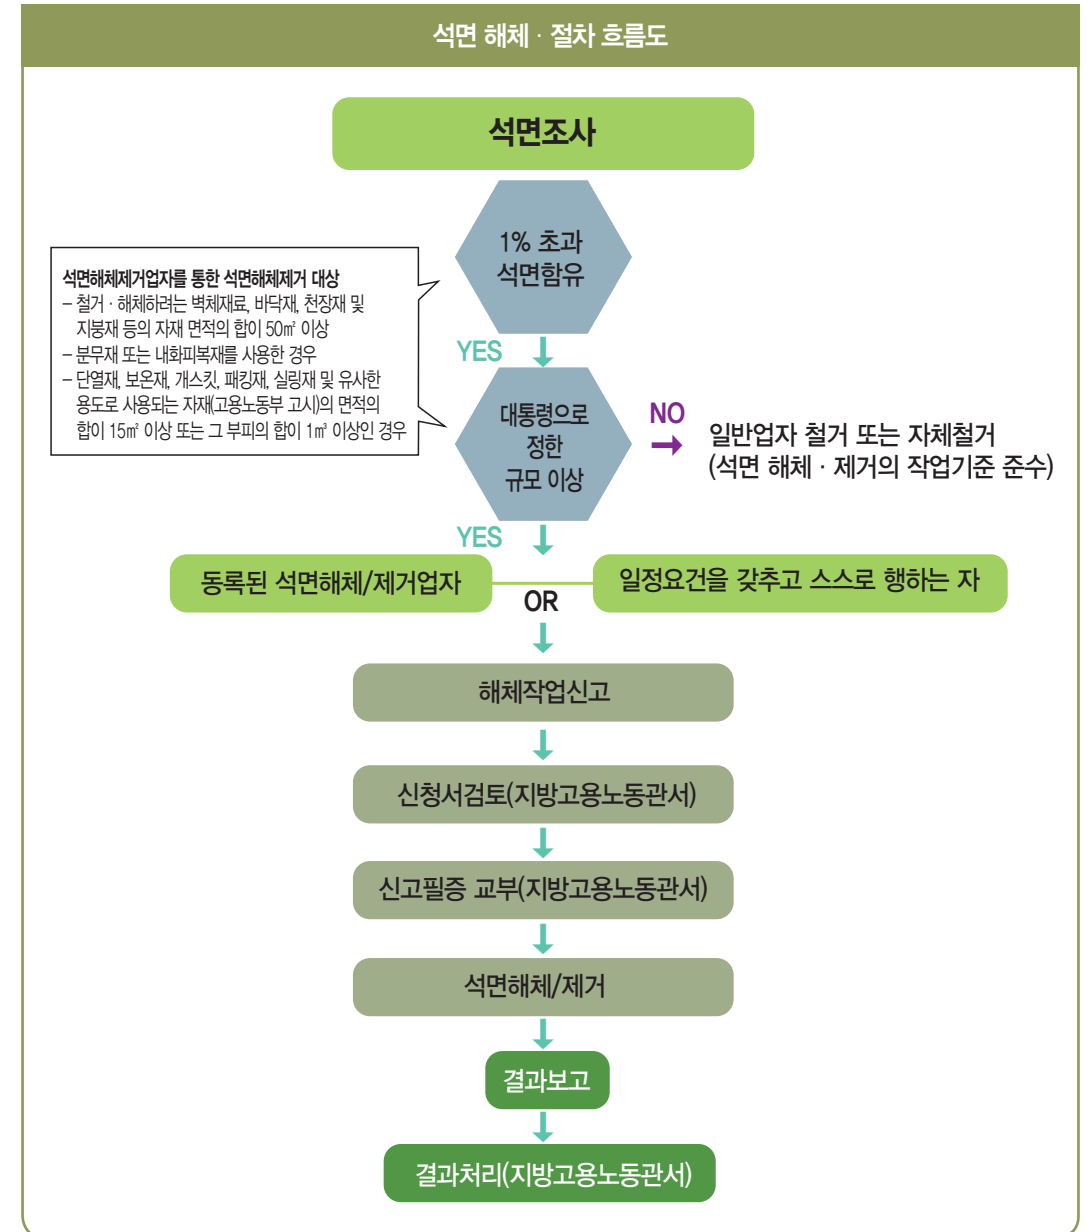 석면 해체 · 절차 흐름도
석면조사
1% 초과
석면함유
석면해체제거업자를 통한 석면해체제거 대상
– 철거 · 해체하려는 벽체재료, 바닥재, 천장재 및
지붕재 등의 자재 면적의 합이 50㎡ 이상
– 분무재 또는 내화피복재를 사용한 경우
– 단열재, 보온재, 개스킷, 패킹재, 실링재 및 유사한
용도로 사용되는 자재(고용노동부 고시)의 면적의
합이 15㎡ 이상 또는 그 부피의 합이 1㎥ 이상인 경우
YES
대통령으로
정한
규모 이상
NO
일반업자 철거 또는 자체철거
(석면 해체 · 제거의 작업기준 준수)
YES
동록된 석면해체/제거업자
OR
일정요건을 갖추고 스스로 행하는 자
해체작업신고
신청서검토(지방고용노동관서)
신고필증 교부(지방고용노동관서)
석면해체/제거
결과보고
결과처리(지방고용노동관서)